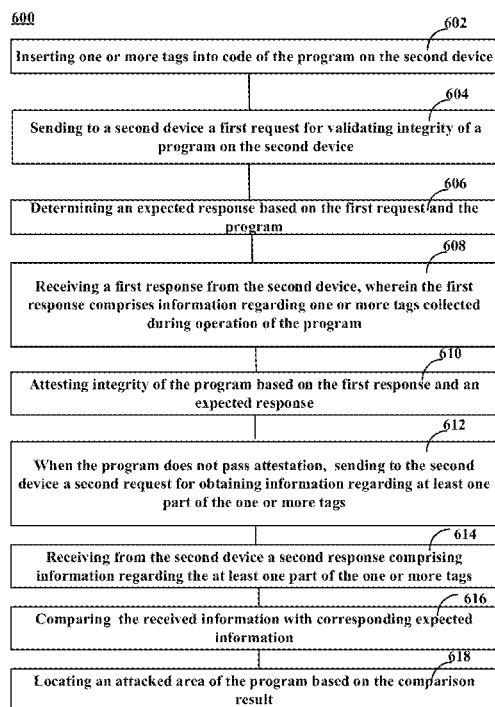 600
602
Inserting one or more tags into code of the program on the second device
604
Sending to a second device a first request for validating integrity of a
program on the second device
606
Determining an expected response based on the first request and the
program
608
Receiving a first response from the second device, wherein the first
response comprises information regarding one or more tags collected
during operation of the program
610
Attesting integrity of the program based on the first response and an
expected response
612
When the program does not pass attestation, sending to the second
device a second request for obtaining information regarding at least one
part of the one or more tags
614
Receiving from the second device a second response comprising
information regarding the at least one part of the one or more tags
616
Comparing the received information with corresponding expected
information
618
Locating an attacked area of the program based on the comparison
result